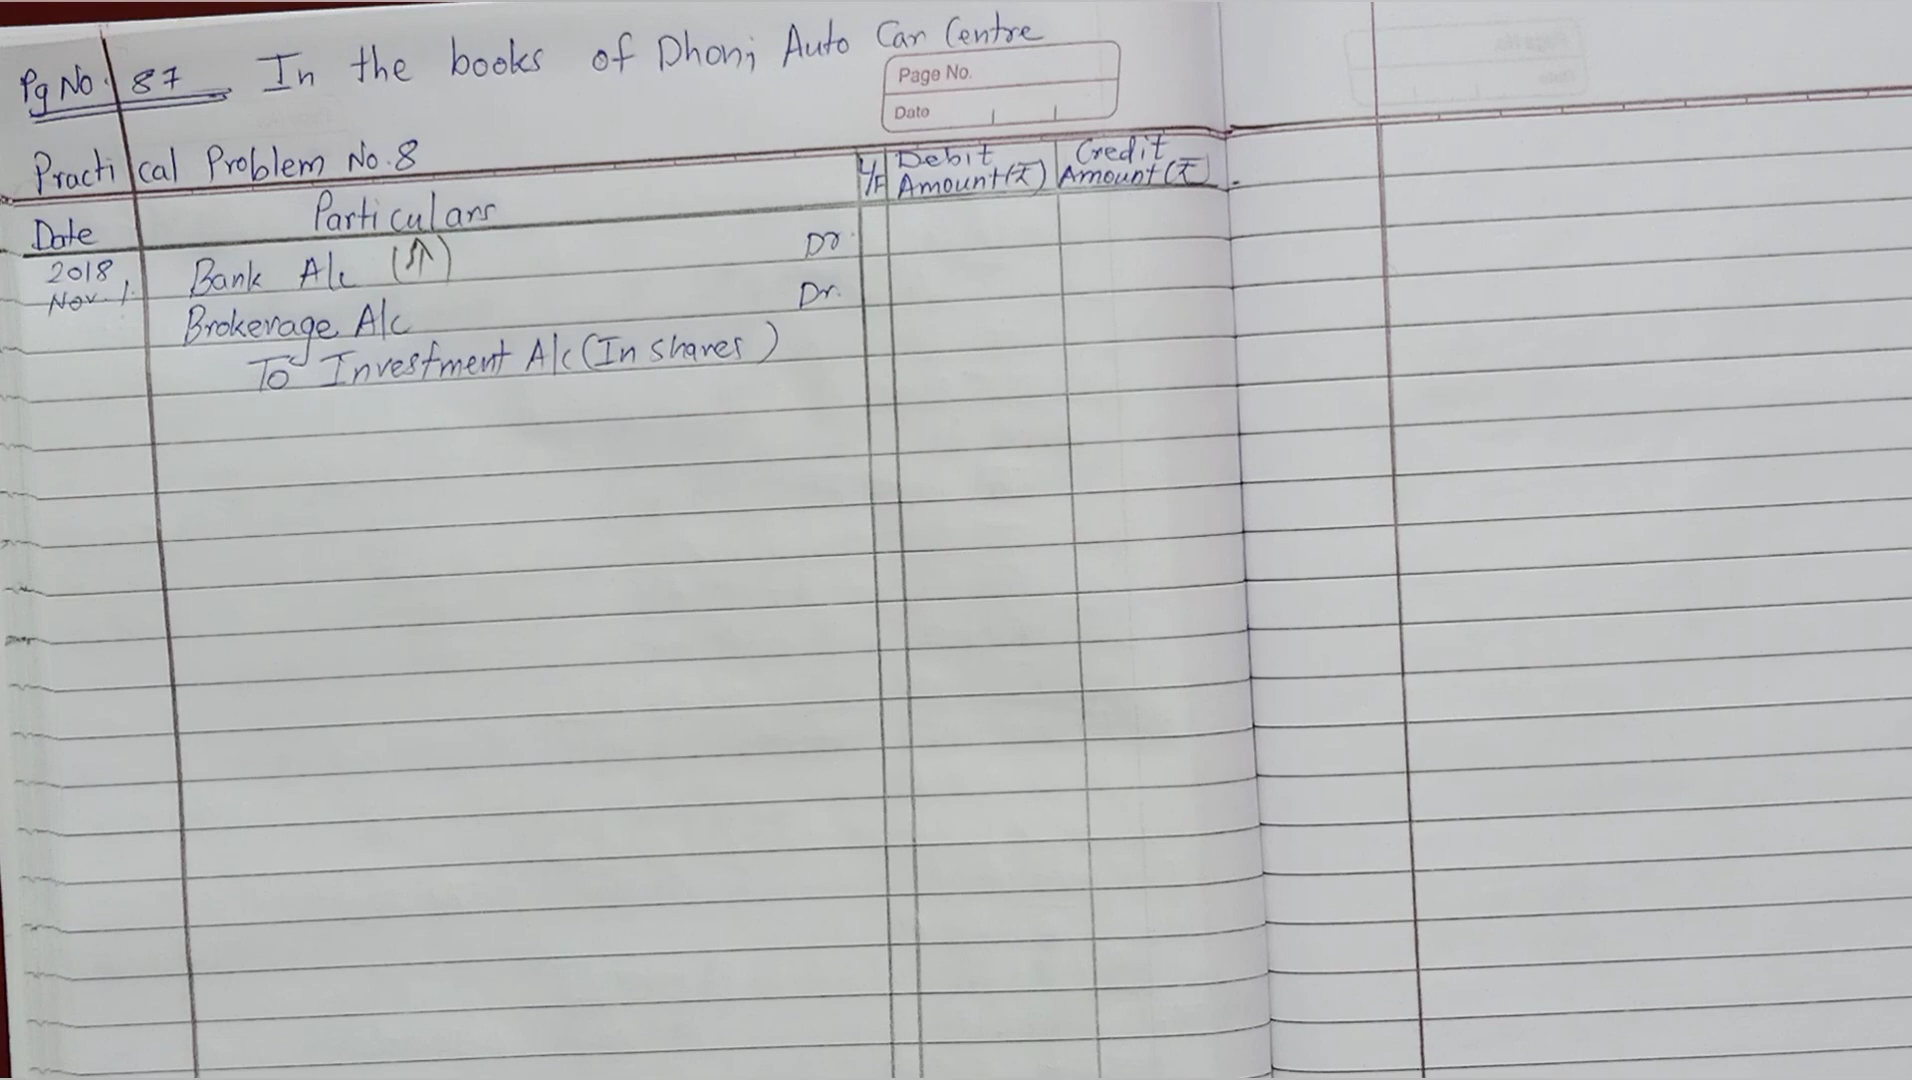 Pg No. 87 In the books of Dhoni Auto Car Centre
Page No.
Date
Practical Problem No.8
Date Particulars L/F Debit Amount(₹) Credit Amount(₹)
2018 Nov. 1. Bank A/c Dr.
Brokerage A/c Dr.
To Investment A/c (In shares)